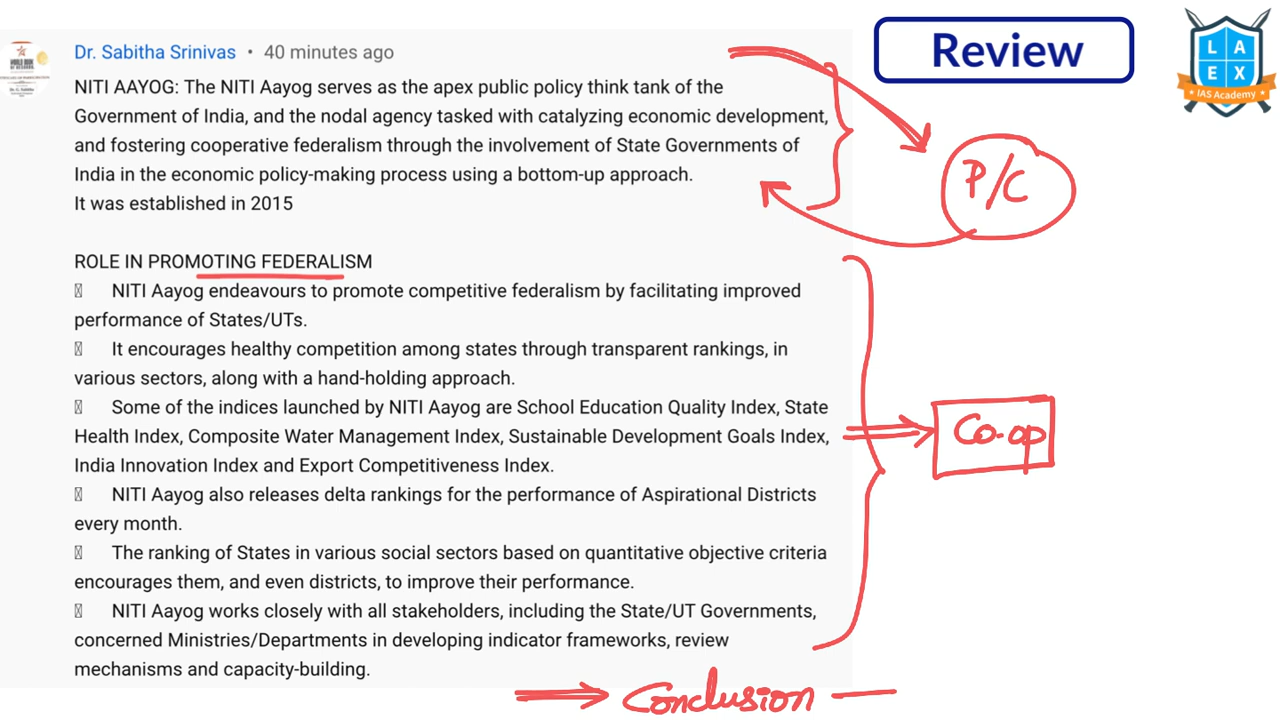 Review
LA
EX
IAS Academy
Dr. Sabitha Srinivas • 40 minutes ago
NITI AAYOG: The NITI Aayog serves as the apex public policy think tank of the
Government of India, and the nodal agency tasked with catalyzing economic development,
and fostering cooperative federalism through the involvement of State Governments of
India in the economic policy-making process using a bottom-up approach.
It was established in 2015
P/C
ROLE IN PROMOTING FEDERALISM
NITI Aayog endeavours to promote competitive federalism by facilitating improved
performance of States/UTs.
It encourages healthy competition among states through transparent rankings, in
various sectors, along with a hand-holding approach.
Some of the indices launched by NITI Aayog are School Education Quality Index, State
Health Index, Composite Water Management Index, Sustainable Development Goals Index,
India Innovation Index and Export Competitiveness Index.
Co-op
NITI Aayog also releases delta rankings for the performance of Aspirational Districts
every month.
The ranking of States in various social sectors based on quantitative objective criteria
encourages them, and even districts, to improve their performance.
NITI Aayog works closely with all stakeholders, including the State/UT Governments,
concerned Ministries/Departments in developing indicator frameworks, review
mechanisms and capacity-building.
Conclusion